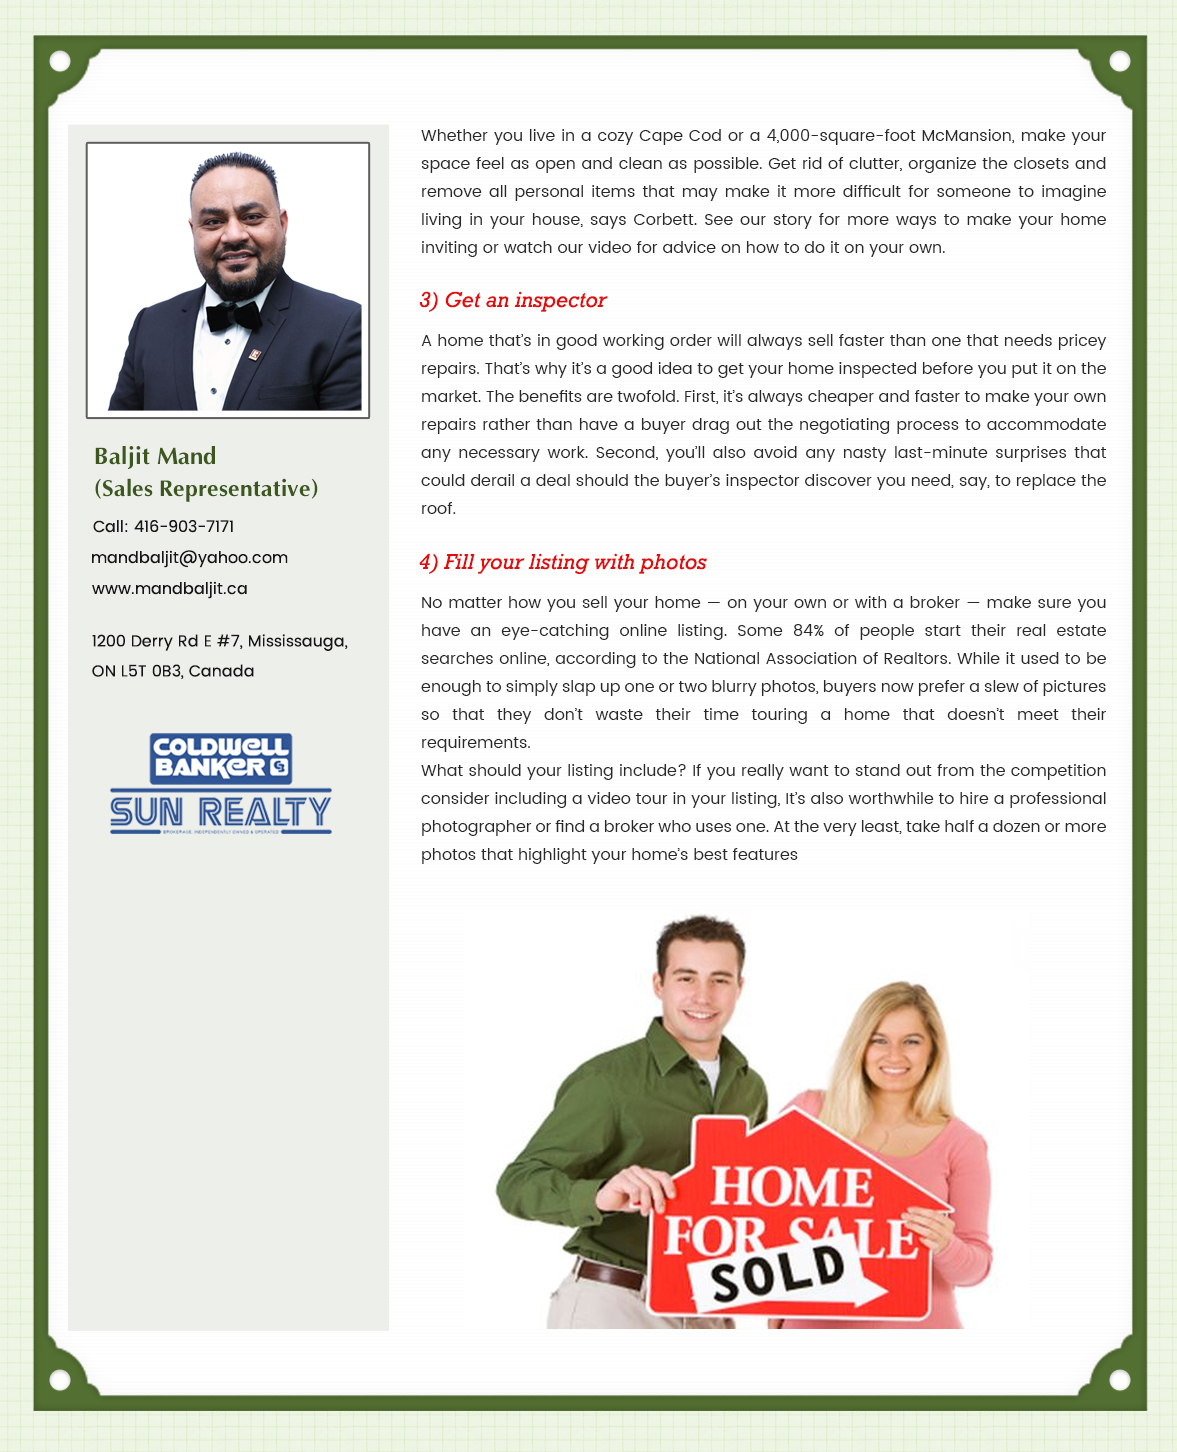 Baljit Mand
(Sales Representative)
Call: 416-903-7171
mandbaljit@yahoo.com
www.mandbaljit.ca
1200 Derry Rd E #7, Mississauga,
ON L5T 0B3, Canada
COLDWELL
BANKER CB
SUN REALTY
BROKERAGE, INDEPENDENTLY OWNED & OPERATED
Whether you live in a cozy Cape Cod or a 4,000-square-foot McMansion, make your
space feel as open and clean as possible. Get rid of clutter, organize the closets and
remove all personal items that may make it more difficult for someone to imagine
living in your house, says Corbett. See our story for more ways to make your home
inviting or watch our video for advice on how to do it on your own.
3) Get an inspector
A home that’s in good working order will always sell faster than one that needs pricey
repairs. That’s why it’s a good idea to get your home inspected before you put it on the
market. The benefits are twofold. First, it’s always cheaper and faster to make your own
repairs rather than have a buyer drag out the negotiating process to accommodate
any necessary work. Second, you’ll also avoid any nasty last-minute surprises that
could derail a deal should the buyer’s inspector discover you need, say, to replace the
roof.
4) Fill your listing with photos
No matter how you sell your home — on your own or with a broker — make sure you
have an eye-catching online listing. Some 84% of people start their real estate
searches online, according to the National Association of Realtors. While it used to be
enough to simply slap up one or two blurry photos, buyers now prefer a slew of pictures
so that they don’t waste their time touring a home that doesn’t meet their
requirements.
What should your listing include? If you really want to stand out from the competition
consider including a video tour in your listing, It’s also worthwhile to hire a professional
photographer or find a broker who uses one. At the very least, take half a dozen or more
photos that highlight your home’s best features
HOME
FOR SALE
SOLD